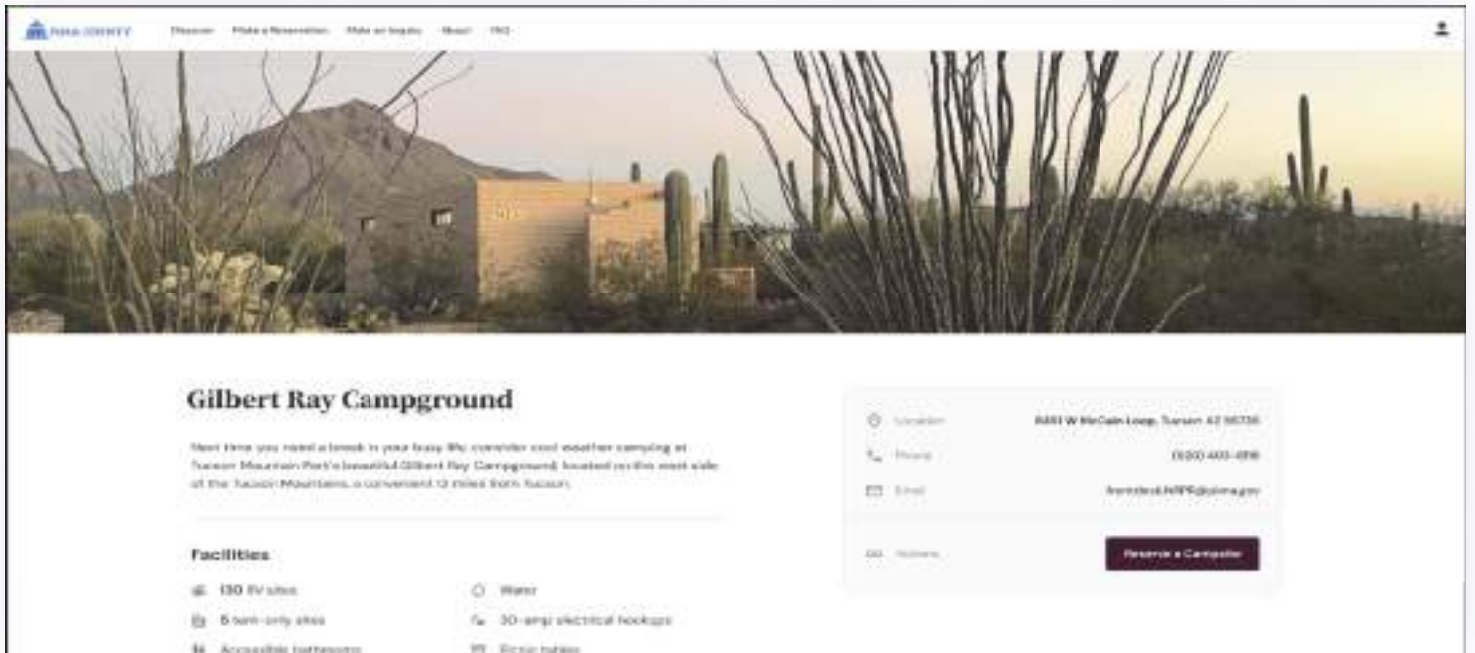 PIMA COUNTY
Discover Make a Reservation Make an Inquiry About FAQ
Gilbert Ray Campground
Next time you need a break in your busy life, consider cool weather camping at
Tucson Mountain Park's beautiful Gilbert Ray Campground, located on the west side
of the Tucson Mountains, a convenient 13 miles from Tucson.
Location
McCain Loop, Tucson AZ
Phone
(520)
Email
Reserve a Campsite
Facilities
130 RV sites
Water
5 tent-only sites
30-amp electrical hookups
Accessible bathrooms
Picnic tables